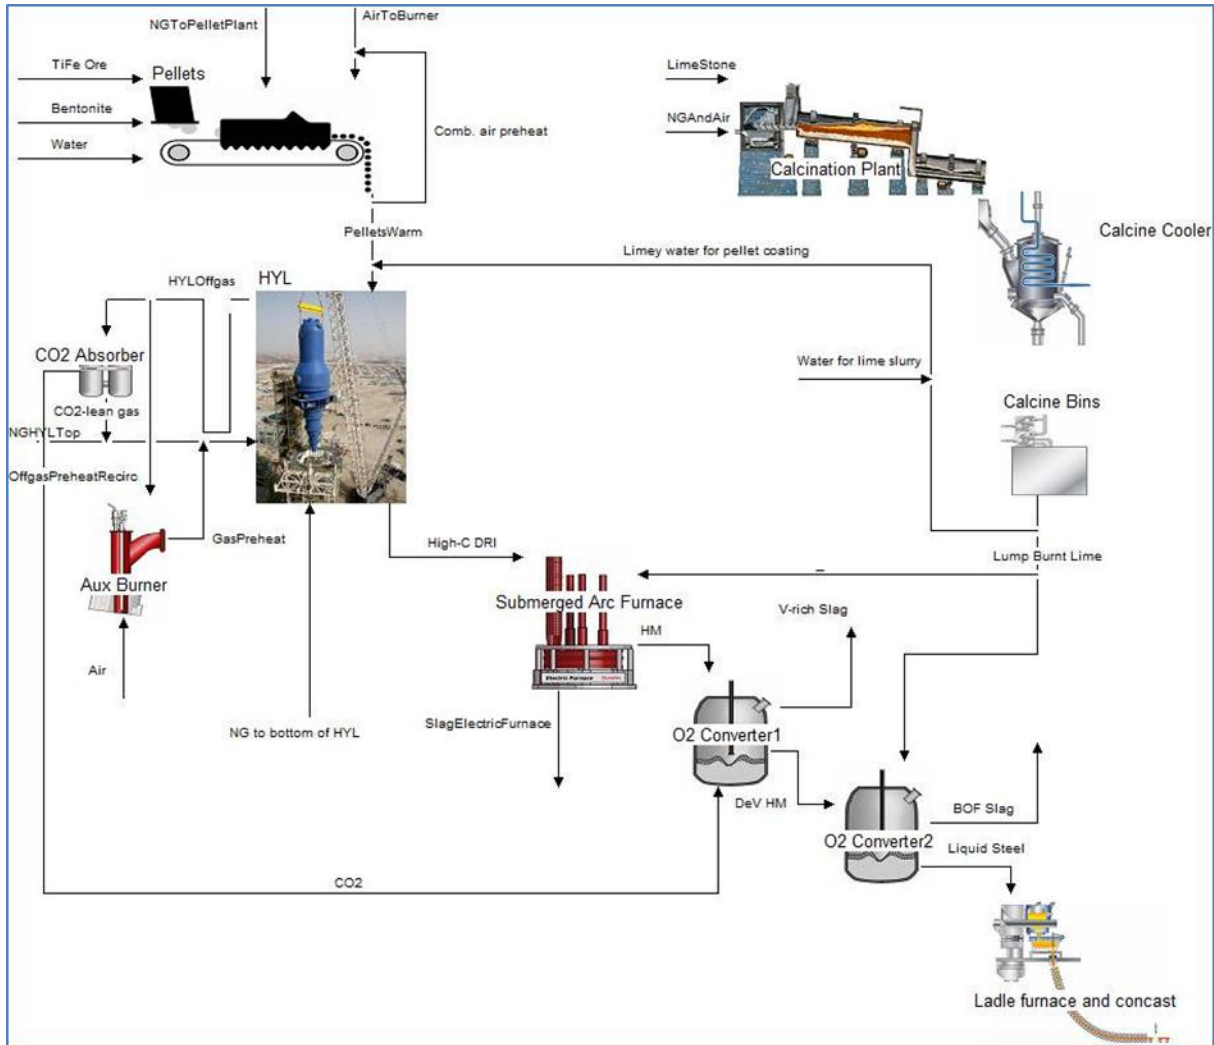 NGToPelletPlant
AirToBurner
TiFe Ore
Pellets
Bentonite
Water
Comb. air preheat
PelletsWarm
LimeStone
NGAndAir
Calcination Plant
Calcine Cooler
Limey water for pellet coating
HYLOffgas
HYL
CO2 Absorber
CO2-lean gas
NGHYLTop
OffgasPreheatRecirc
Water for lime slurry
Calcine Bins
GasPreheat
Aux Burner
Air
High-C DRI
Lump Burnt Lime
Submerged Arc Furnace
HM
V-rich Slag
Electric Furnace
NG to bottom of HYL
SlagElectricFurnace
O2 Converter1
DeV HM
BOF Slag
O2 Converter2
Liquid Steel
CO2
Ladle furnace and concast